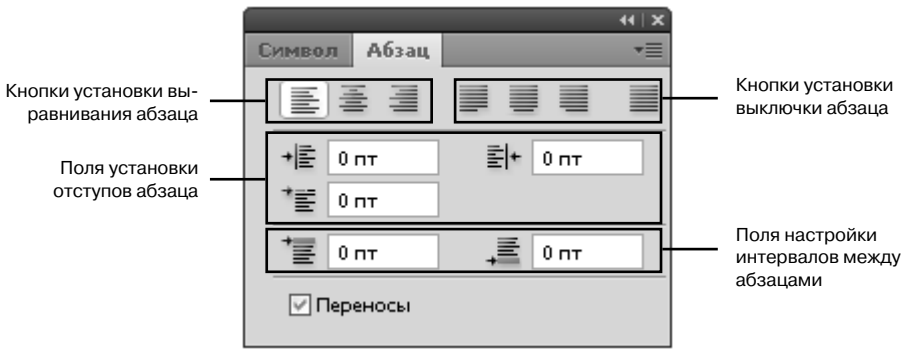 Символ Абзац
Кнопки установки вы-
равнивания абзаца
Кнопки установки
выключки абзаца
Поля установки
отступов абзаца
0 пт
0 пт
0 пт
0 пт
0 пт
Поля настройки
интервалов между
абзацами
Переносы